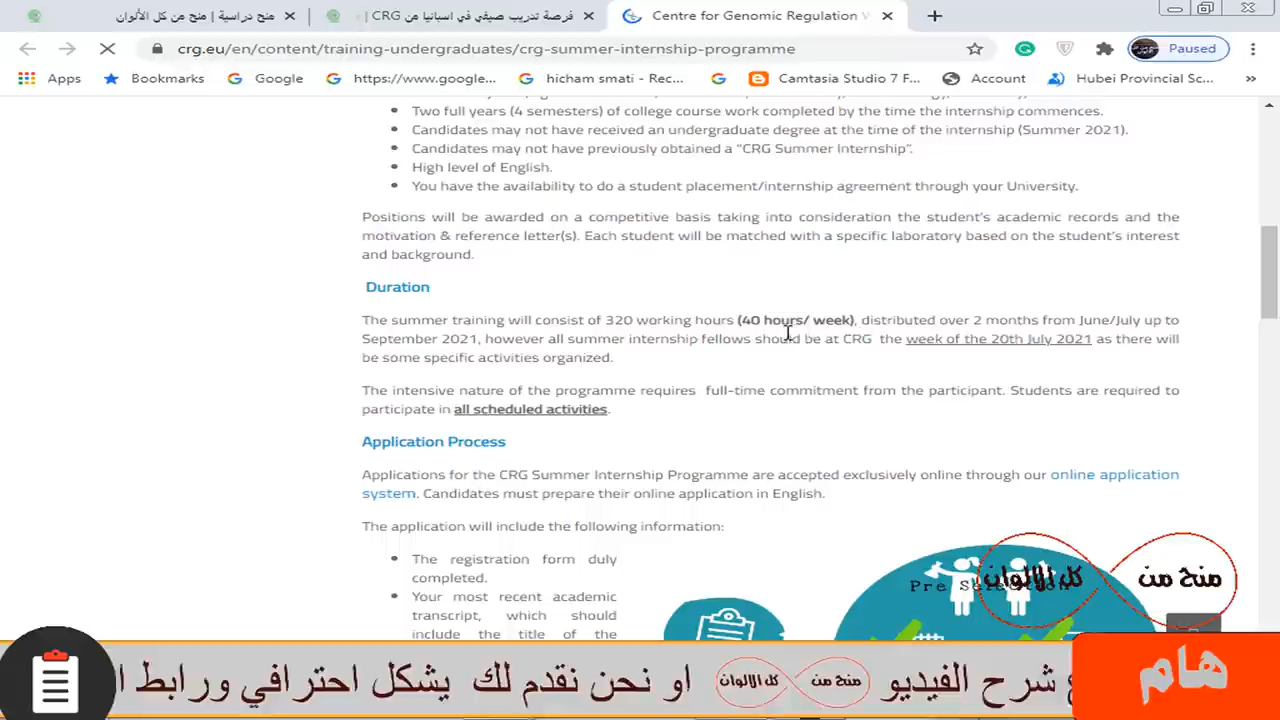 منح دراسية | منح من كل الألوان
فرصة تدريب صيفي في اسبانيا من CRG |
Centre for Genomic Regulation W
crg.eu/en/content/training-undergraduates/crg-summer-internship-programme
Paused
Apps
Bookmarks
Google
https://www.google...
hicham smati - Rec...
Camtasia Studio 7 F...
Account
Hubei Provincial Sc...
»
Two full years (4 semesters) of college course work completed by the time the internship commences.
Candidates may not have received an undergraduate degree at the time of the internship (Summer 2021).
Candidates may not have previously obtained a “CRG Summer Internship”.
High level of English.
You have the availability to do a student placement/internship agreement through your University.
Positions will be awarded on a competitive basis taking into consideration the student’s academic records and the
motivation & reference letter(s). Each student will be matched with a specific laboratory based on the student’s interest
and background.
Duration
The summer training will consist of 320 working hours (40 hours/ week), distributed over 2 months from June/July up to
September 2021, however all summer internship fellows should be at CRG the week of the 20th July 2021 as there will
be some specific activities organized.
The intensive nature of the programme requires full-time commitment from the participant. Students are required to
participate in all scheduled activities.
Application Process
Applications for the CRG Summer Internship Programme are accepted exclusively online through our online application
system. Candidates must prepare their online application in English.
The application will include the following information:
The registration form duly
completed.
Your most recent academic
transcript, which should
include the title of the
Pre Selection
منح من كل الالوان
شرح الفيديو منح من كل الالوان او نحن نقدم لك يشكل احترافي ورابط ا
هام